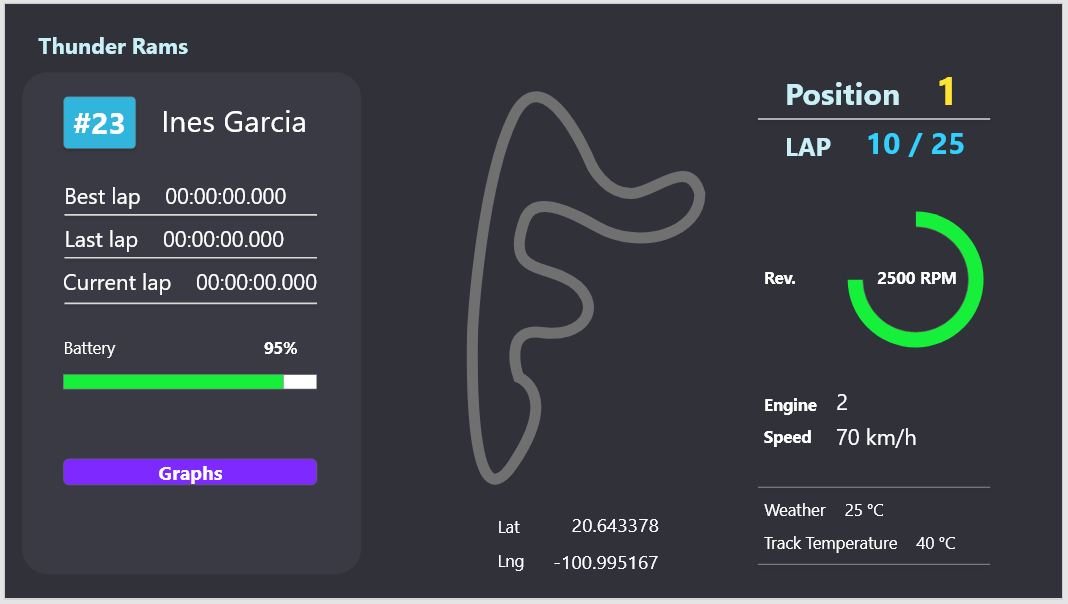 Thunder Rams
#23 Ines Garcia
Best lap 00:00:00.000
Last lap 00:00:00.000
Current lap 00:00:00.000
Battery 95%
Graphs
Lat 20.643378
Lng -100.995167
Position 1
LAP 10 / 25
Rev. 2500 RPM
Engine 2
Speed 70 km/h
Weather 25 °C
Track Temperature 40 °C